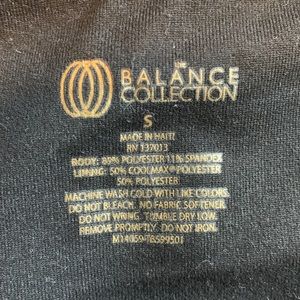 THE
BALANCE
COLLECTION
S
MADE IN HAITI
RN 137013
BODY: 89% POLYESTER 11% SPANDEX
LINING: 50% COOLMAX® POLYESTER
50% POLYESTER
MACHINE WASH COLD WITH LIKE COLORS.
DO NOT BLEACH. NO FABRIC SOFTENER.
DO NOT WRING. TUMBLE DRY LOW.
REMOVE PROMPTLY. DO NOT IRON.